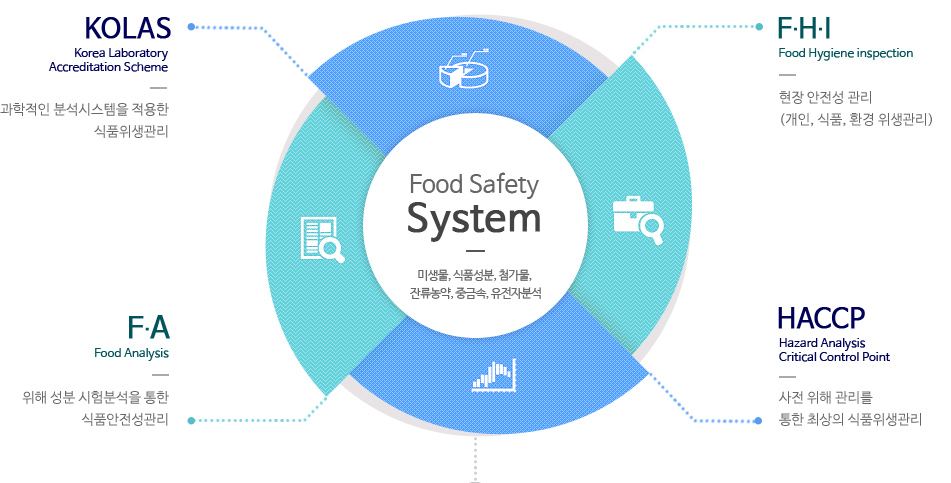 KOLAS
Korea Laboratory
Accreditation Scheme
과학적인 분석시스템을 적용한
식품위생관리
F·H·I
Food Hygiene inspection
현장 안전성 관리
(개인, 식품, 환경 위생관리)
Food Safety
System
미생물, 식품성분, 첨가물,
잔류농약, 중금속, 유전자분석
F·A
Food Analysis
위해 성분 시험분석을 통한
식품안전성관리
HACCP
Hazard Analysis
Critical Control Point
사전 위해 관리를
통한 최상의 식품위생관리